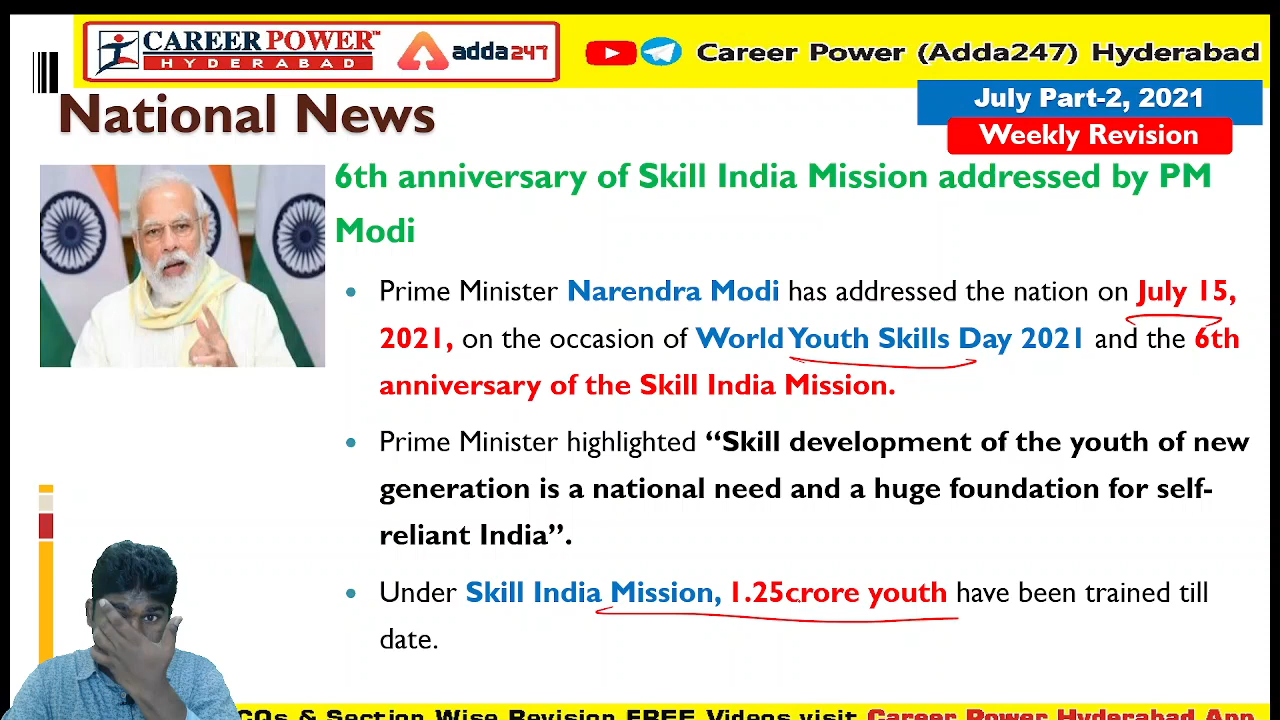 CAREER POWER™
HYDERABAD
adda247
Career Power (Adda247) Hyderabad
National News
July Part-2, 2021
Weekly Revision
6th anniversary of Skill India Mission addressed by PM
Modi
• Prime Minister Narendra Modi has addressed the nation on July 15,
2021, on the occasion of World Youth Skills Day 2021 and the 6th
anniversary of the Skill India Mission.
• Prime Minister highlighted “Skill development of the youth of new
generation is a national need and a huge foundation for self-
reliant India”.
• Under Skill India Mission, 1.25crore youth have been trained till
date.
& Section Wise Revision FREE Videos visit Career Power Hyderabad App